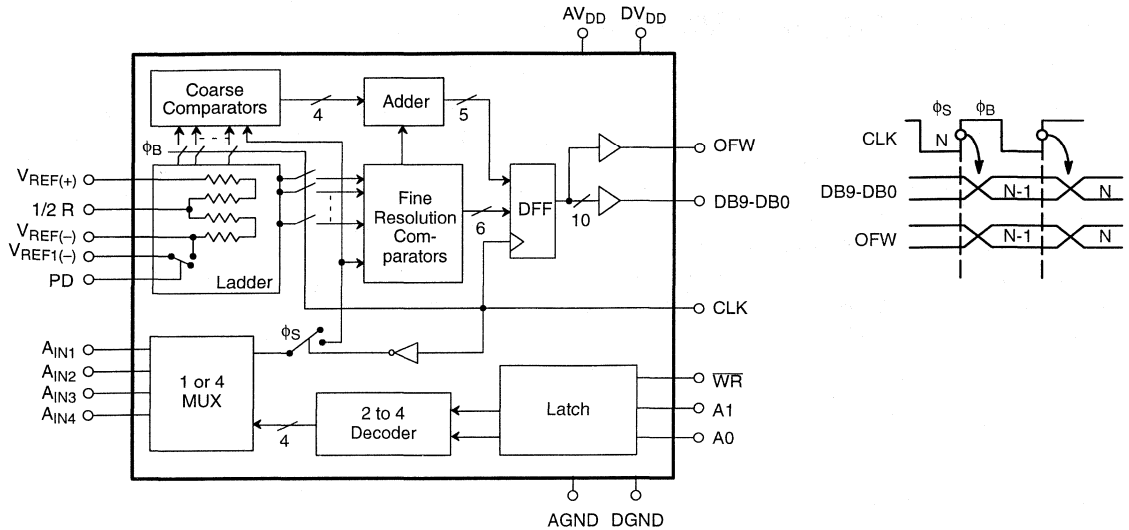 AVDD DVDD
Coarse
Comparators
4
Adder
5
ϕB
VREF(+)
1/2 R
VREF(–)
VREF1(–)
PD
Ladder
Fine
Resolution
Com-
parators
6
DFF
10
OFW
DB9-DB0
CLK
ϕS
AIN1
AIN2
AIN3
AIN4
1 or 4
MUX
4
2 to 4
Decoder
Latch
WR
A1
A0
AGND DGND
ϕS ϕB
CLK N
DB9-DB0 N-1 N
OFW N-1 N